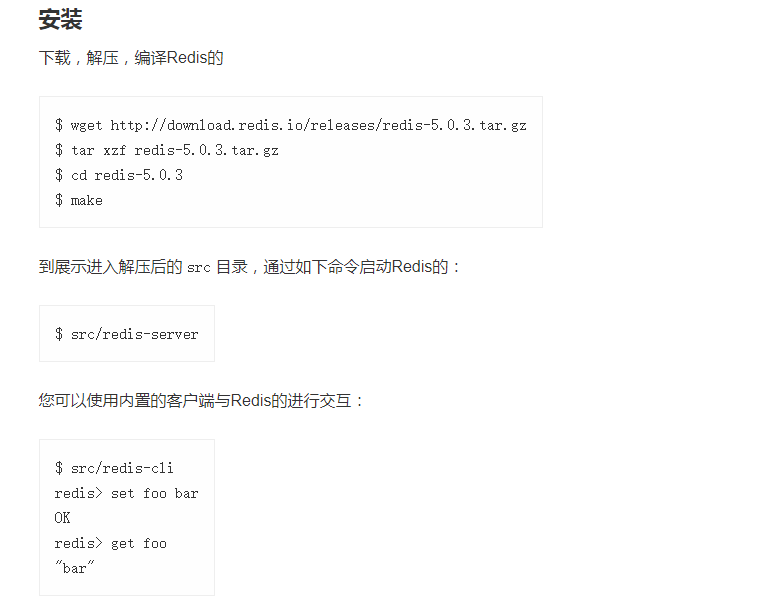 安装
下载，解压，编译Redis的
$ wget http://download.redis.io/releases/redis-5.0.3.tar.gz
$ tar xzf redis-5.0.3.tar.gz
$ cd redis-5.0.3
$ make
到展示进入解压后的 src 目录，通过如下命令启动Redis的：
$ src/redis-server
您可以使用内置的客户端与Redis的进行交互：
$ src/redis-cli
redis> set foo bar
OK
redis> get foo
"bar"